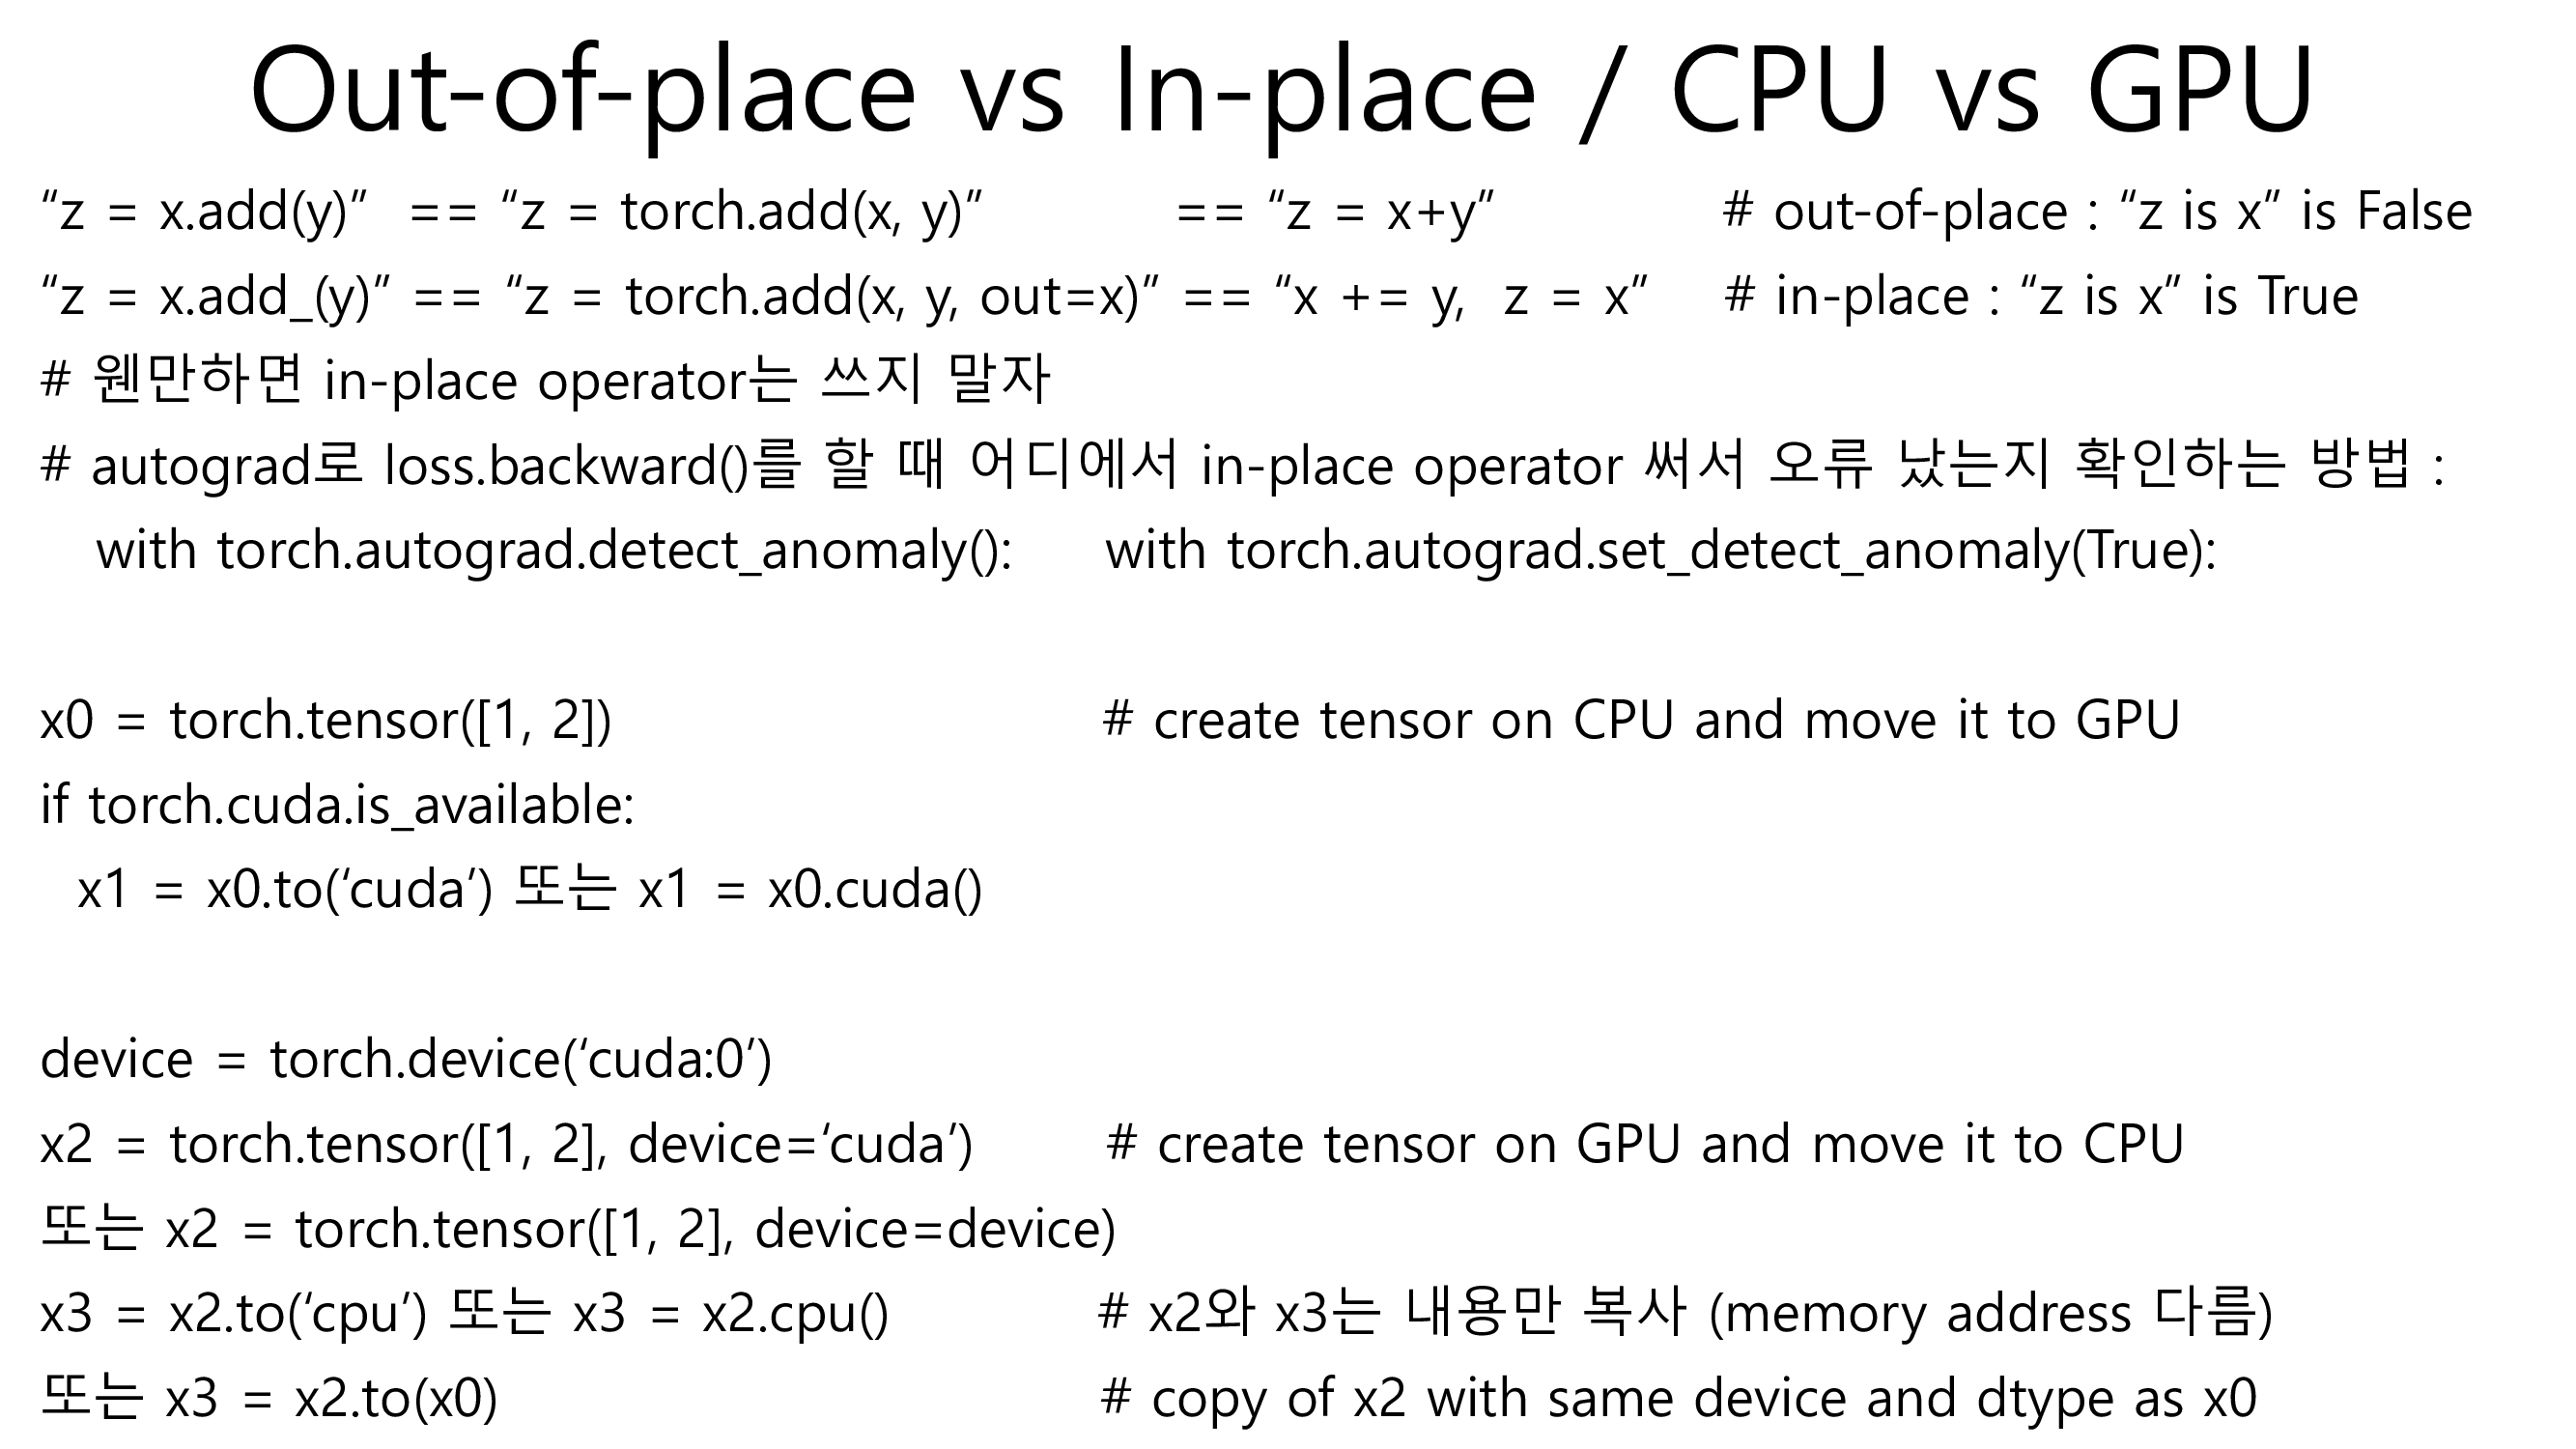 Out-of-place vs In-place / CPU vs GPU
“z = x.add(y)” == “z = torch.add(x, y)” == “z = x+y” # out-of-place : “z is x” is False
“z = x.add_(y)” == “z = torch.add(x, y, out=x)” == “x += y, z = x” # in-place : “z is x” is True
# 웬만하면 in-place operator는 쓰지 말자
# autograd로 loss.backward()를 할 때 어디에서 in-place operator 써서 오류 났는지 확인하는 방법 :
with torch.autograd.detect_anomaly(): with torch.autograd.set_detect_anomaly(True):
x0 = torch.tensor([1, 2]) # create tensor on CPU and move it to GPU
if torch.cuda.is_available:
x1 = x0.to(‘cuda’) 또는 x1 = x0.cuda()
device = torch.device(‘cuda:0’)
x2 = torch.tensor([1, 2], device=‘cuda’) # create tensor on GPU and move it to CPU
또는 x2 = torch.tensor([1, 2], device=device)
x3 = x2.to(‘cpu’) 또는 x3 = x2.cpu() # x2와 x3는 내용만 복사 (memory address 다름)
또는 x3 = x2.to(x0) # copy of x2 with same device and dtype as x0